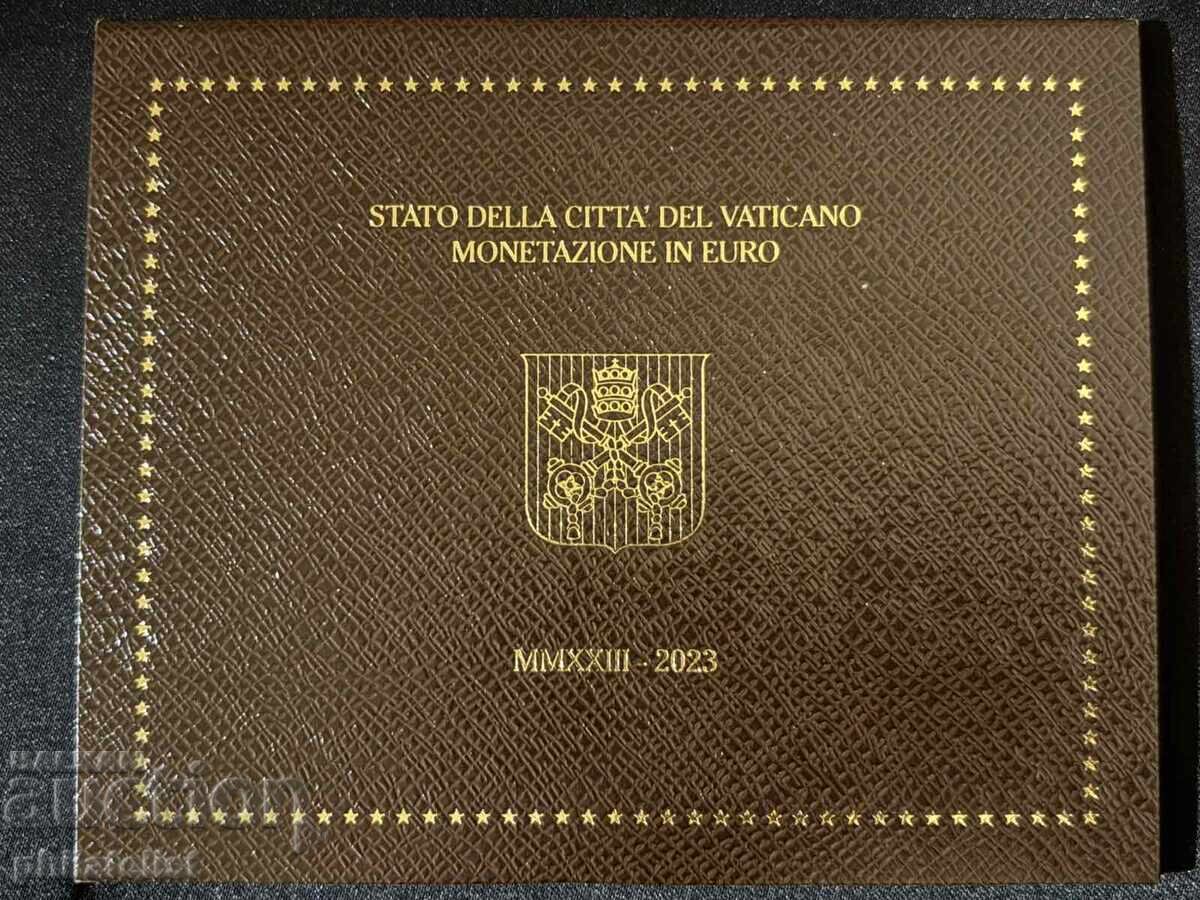 STATO DELLA CITTA' DEL VATICANO
MONETAZIONE IN EURO
MMXXIII - 2023
auction
philatelist